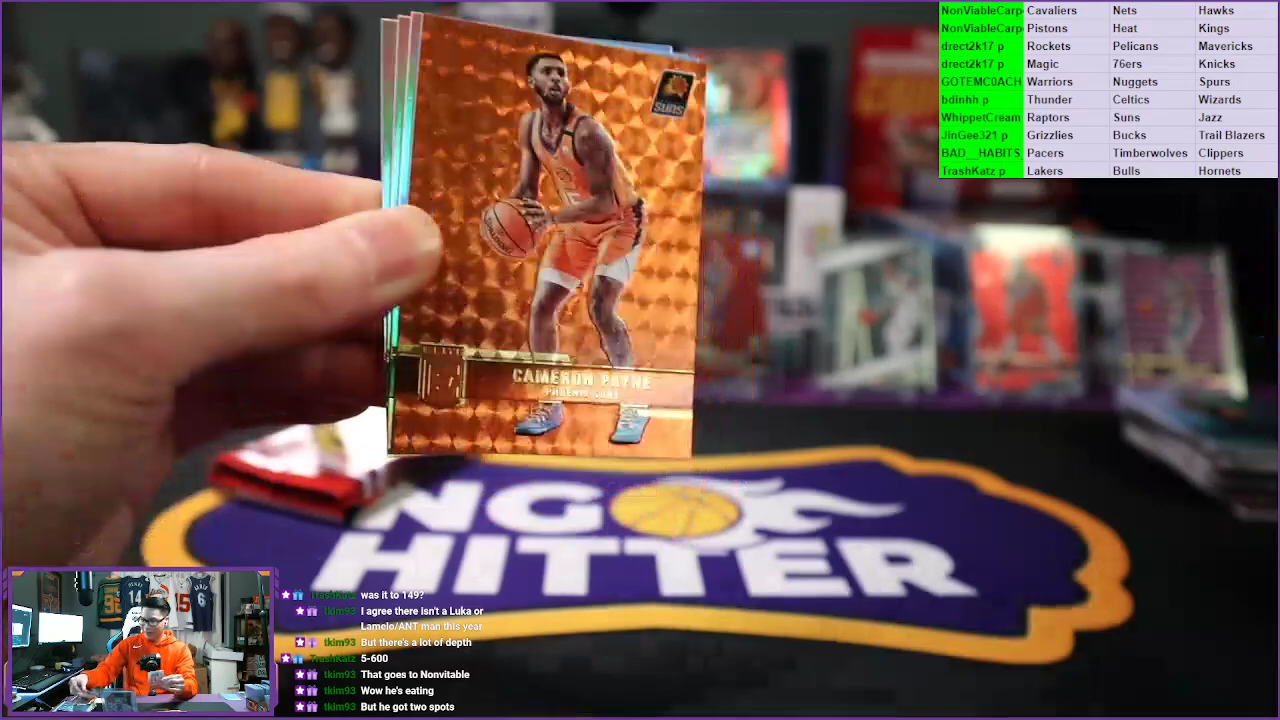 NonViableCarp Cavaliers Nets Hawks
NonViableCarp Pistons Heat Kings
drect2k17 p Rockets Pelicans Mavericks
drect2k17 p Magic 76ers Knicks
GOTEMC0ACH Warriors Nuggets Spurs
bdinhh p Thunder Celtics Wizards
WhippetCream Raptors Suns Jazz
JinGee321 p Grizzlies Bucks Trail Blazers
BAD__HABITS Pacers Timberwolves Clippers
TrashKatz p Lakers Bulls Hornets
SUNS
CAMERON PAYNE
PHOENIX SUNS
NGO
HITTER
TrashKatz was it to 149?
tkim93 I agree there isn't a Luka or
Lamelo/ANT man this year
tkim93 But there's a lot of depth
TrashKatz 5-600
tkim93 That goes to Nonvitable
tkim93 Wow he's eating
tkim93 But he got two spots